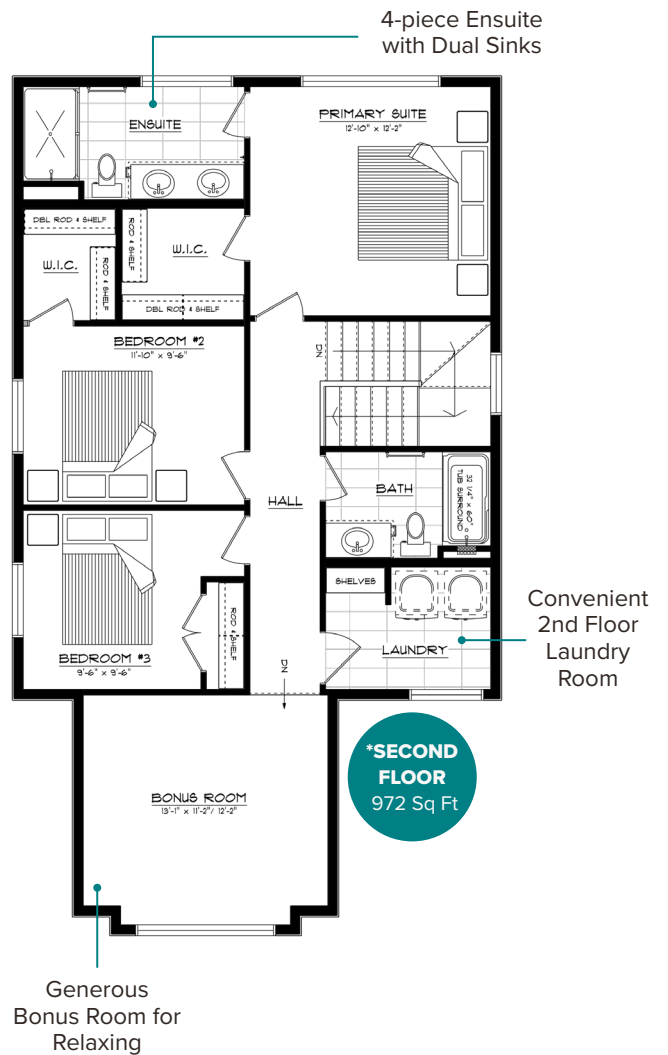 4-piece Ensuite
with Dual Sinks
ENSUITE
PRIMARY SUITE
12'-10" x 12'-2"
DBL ROD & SHELF
ROD & SHELF
W.I.C.
W.I.C.
ROD & SHELF
DBL ROD & SHELF
BEDROOM #2
11'-10" x 9'-6"
DN
HALL
BATH
32 1/4" x 60"
TUB SURROUND
SHELVES
Convenient
2nd Floor
Laundry
Room
LAUNDRY
ROD & SHELF
BEDROOM #3
9'-6" x 9'-6"
DN
*SECOND
FLOOR
972 Sq Ft
BONUS ROOM
13'-1" x 11'-2"/ 12'-2"
Generous
Bonus Room for
Relaxing